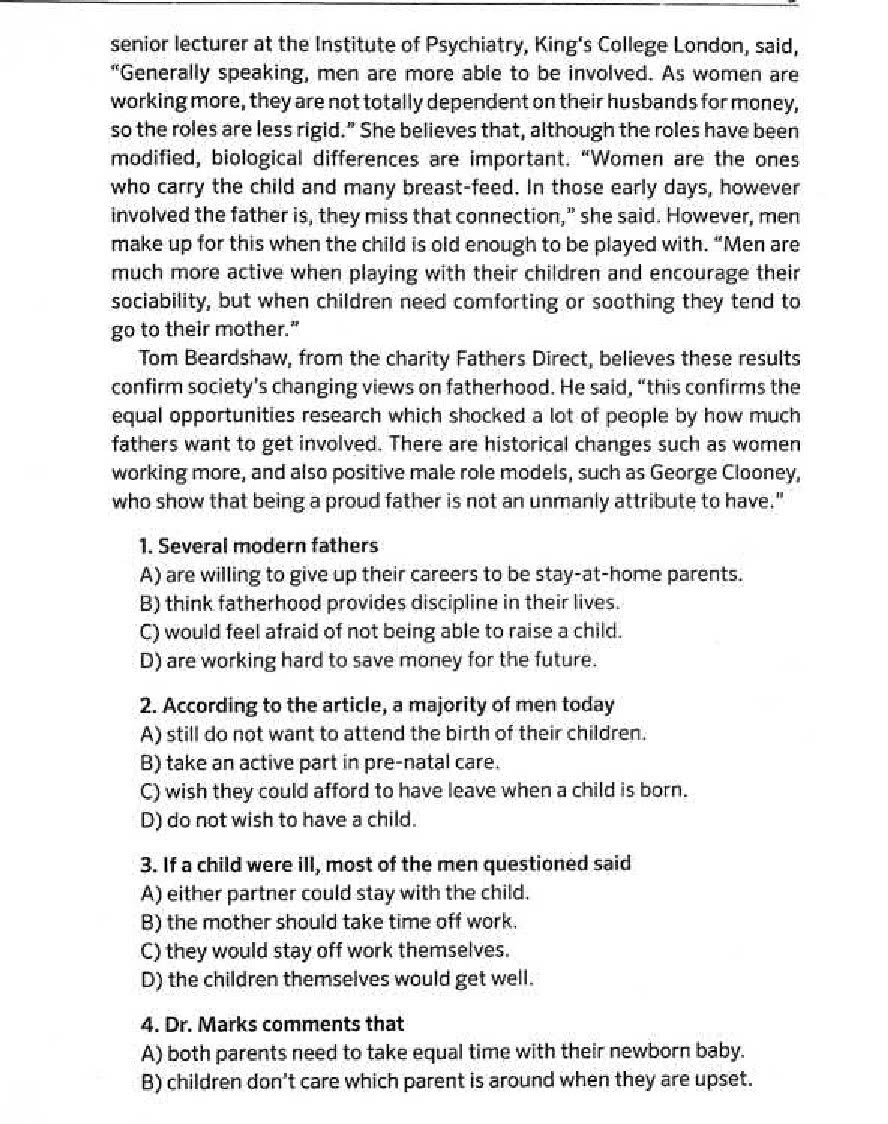 senior lecturer at the Institute of Psychiatry, King's College London, said,
"Generally speaking, men are more able to be involved. As women are
working more, they are not totally dependent on their husbands for money,
so the roles are less rigid." She believes that, although the roles have been
modified, biological differences are important. "Women are the ones
who carry the child and many breast-feed. In those early days, however
involved the father is, they miss that connection," she said. However, men
make up for this when the child is old enough to be played with. "Men are
much more active when playing with their children and encourage their
sociability, but when children need comforting or soothing they tend to
go to their mother."
Tom Beardshaw, from the charity Fathers Direct, believes these results
confirm society's changing views on fatherhood. He said, "this confirms the
equal opportunities research which shocked a lot of people by how much
fathers want to get involved. There are historical changes such as women
working more, and also positive male role models, such as George Clooney,
who show that being a proud father is not an unmanly attribute to have."
1. Several modern fathers
A) are willing to give up their careers to be stay-at-home parents.
B) think fatherhood provides discipline in their lives.
C) would feel afraid of not being able to raise a child.
D) are working hard to save money for the future.
2. According to the article, a majority of men today
A) still do not want to attend the birth of their children.
B) take an active part in pre-natal care.
C) wish they could afford to have leave when a child is born.
D) do not wish to have a child.
3. If a child were ill, most of the men questioned said
A) either partner could stay with the child.
B) the mother should take time off work.
C) they would stay off work themselves.
D) the children themselves would get well.
4. Dr. Marks comments that
A) both parents need to take equal time with their newborn baby.
B) children don't care which parent is around when they are upset.